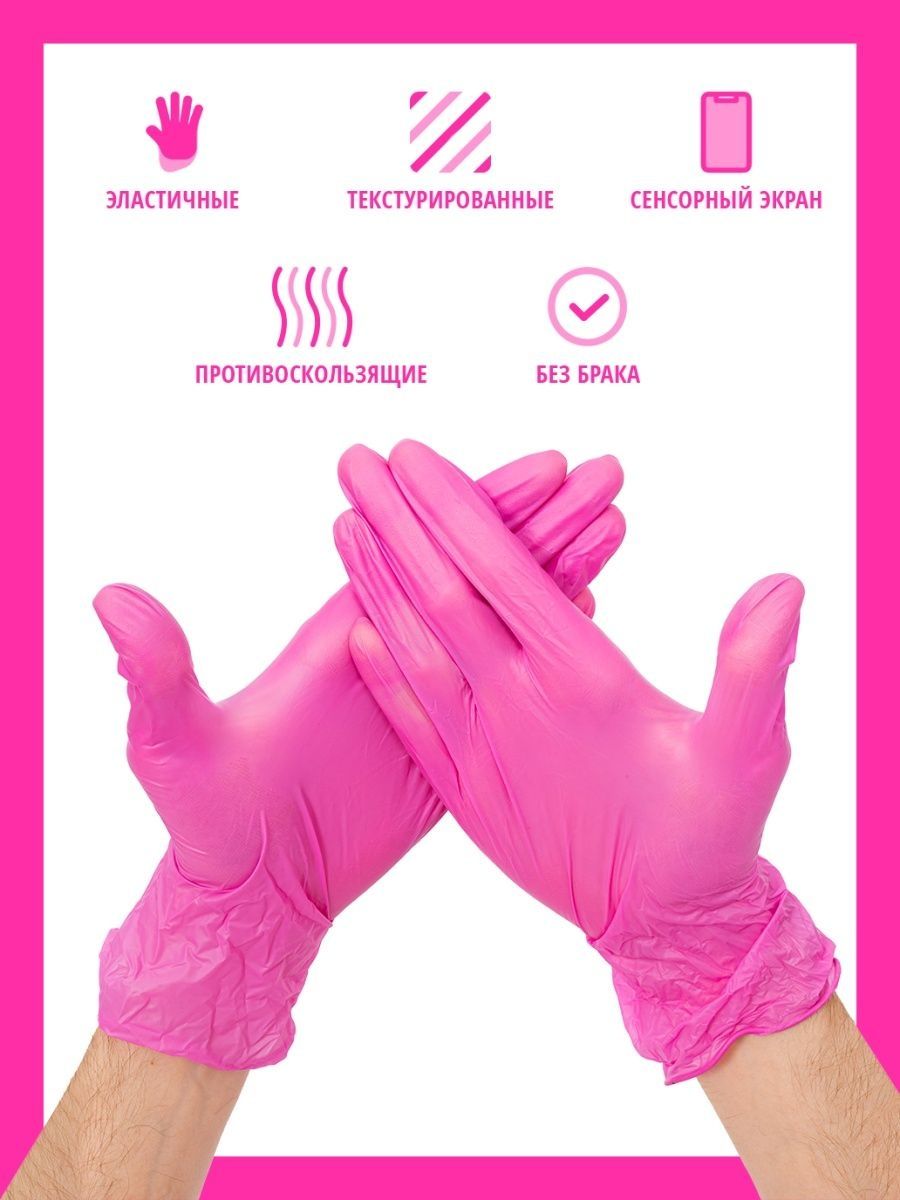 ЭЛАСТИЧНЫЕ
ТЕКСТУРИРОВАННЫЕ
СЕНСОРНЫЙ ЭКРАН
ПРОТИВОСКОЛЬЗЯЩИЕ
БЕЗ БРАКА